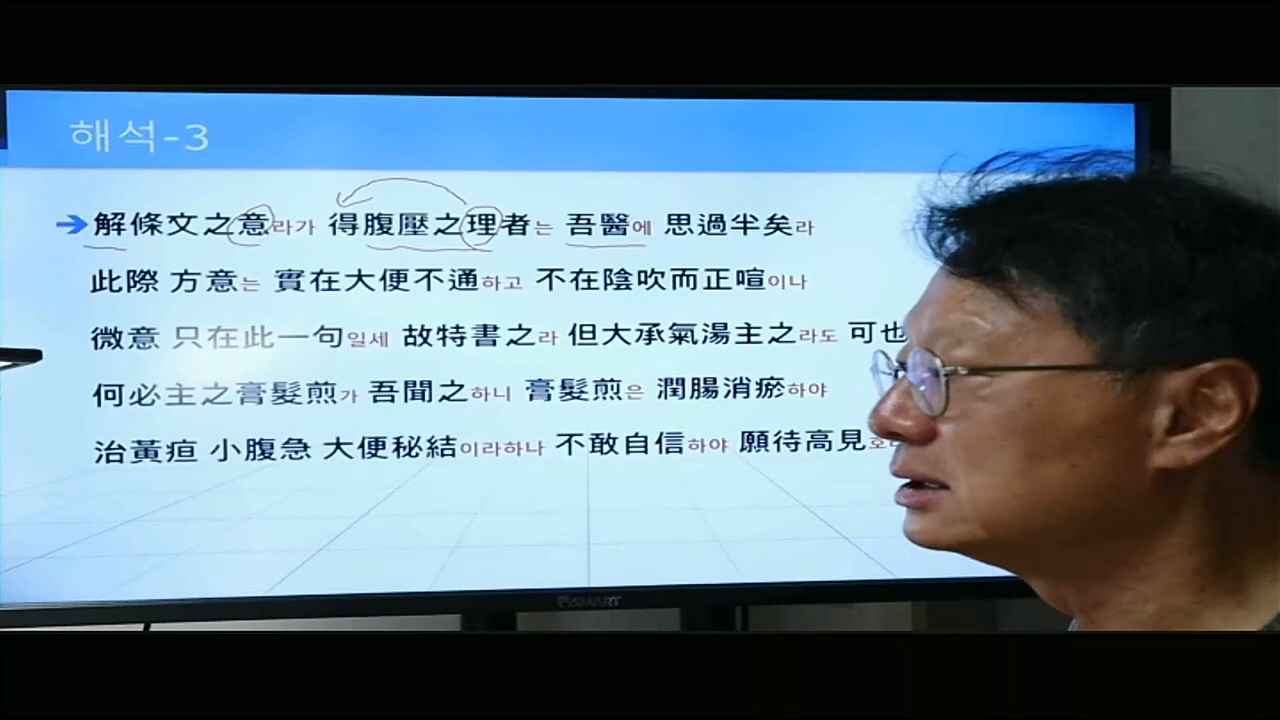 해석-3
➔ 解條文之意라가 得腹壓之理者는 吾醫에 思過半矣라
此際 方意는 實在大便不通하고 不在陰吹而正喧이나
微意 只在此一句일세 故特書之라 但大承氣湯主之라도 可也
何必主之膏髮煎가 吾聞之하니 膏髮煎은 潤腸消瘀하야
治黃疸 小腹急 大便秘結이라하나 不敢自信하야 願待高見호
SMART